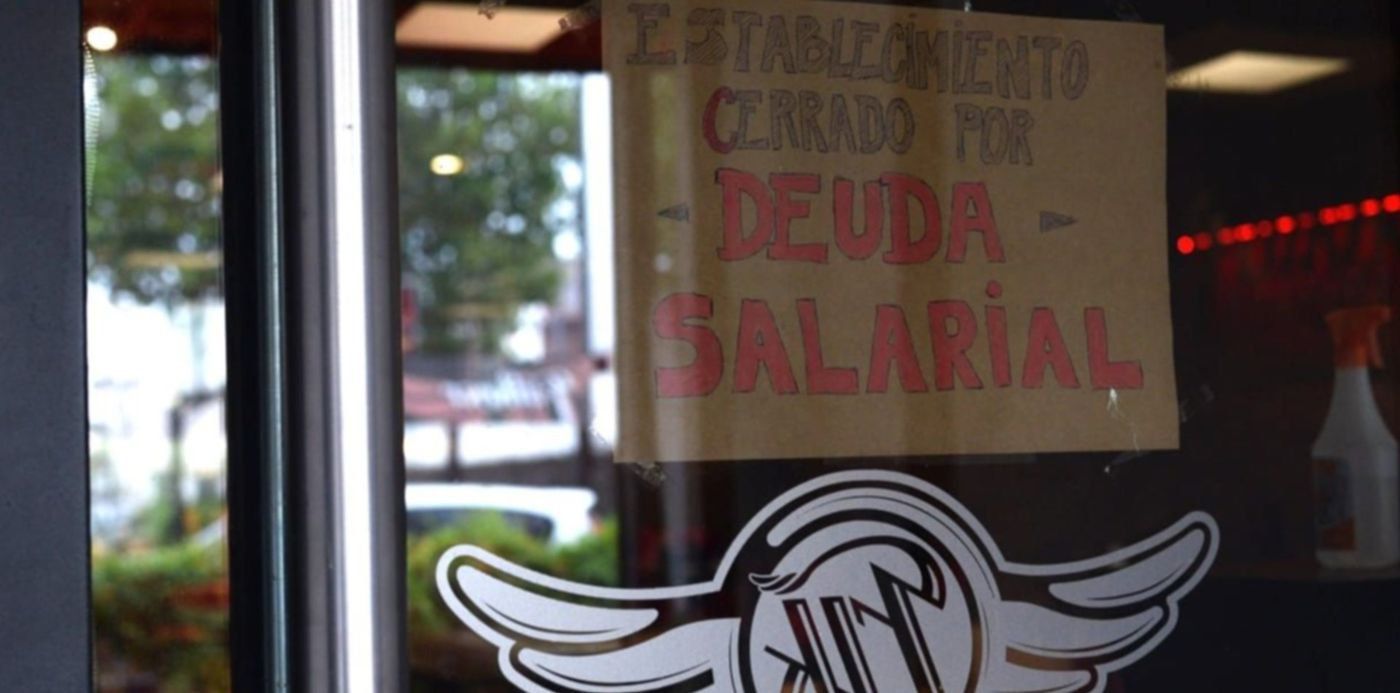 ESTABLECIMIENTO
CERRADO POR
DEUDA
SALARIAL